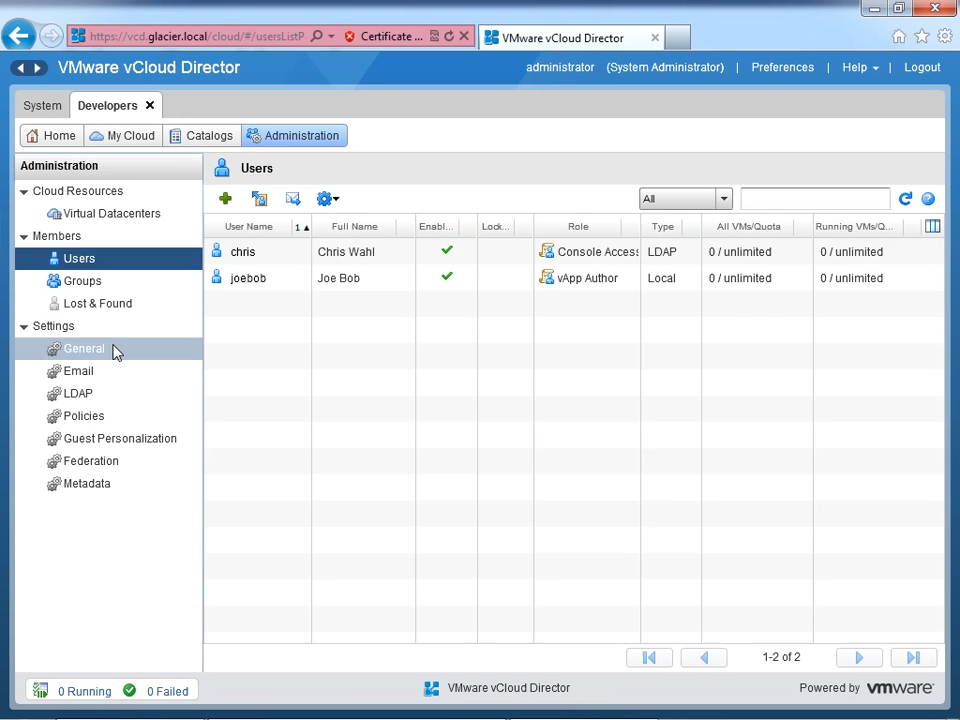 https://vcd.glacier.local/cloud/#/usersListP
Certificate ...
VMware vCloud Director
VMware vCloud Director
administrator (System Administrator) | Preferences | Help | Logout
System
Developers
Home
My Cloud
Catalogs
Administration
Administration
Cloud Resources
Virtual Datacenters
Members
Users
Groups
Lost & Found
Settings
General
Email
LDAP
Policies
Guest Personalization
Federation
Metadata
Users
All
User Name 1 Full Name Enabl... Lock... Role Type All VMs/Quota Running VMs/Q...
chris Chris Wahl Console Access LDAP 0 / unlimited 0 / unlimited
joebob Joe Bob vApp Author Local 0 / unlimited 0 / unlimited
1-2 of 2
0 Running 0 Failed
VMware vCloud Director
Powered by vmware